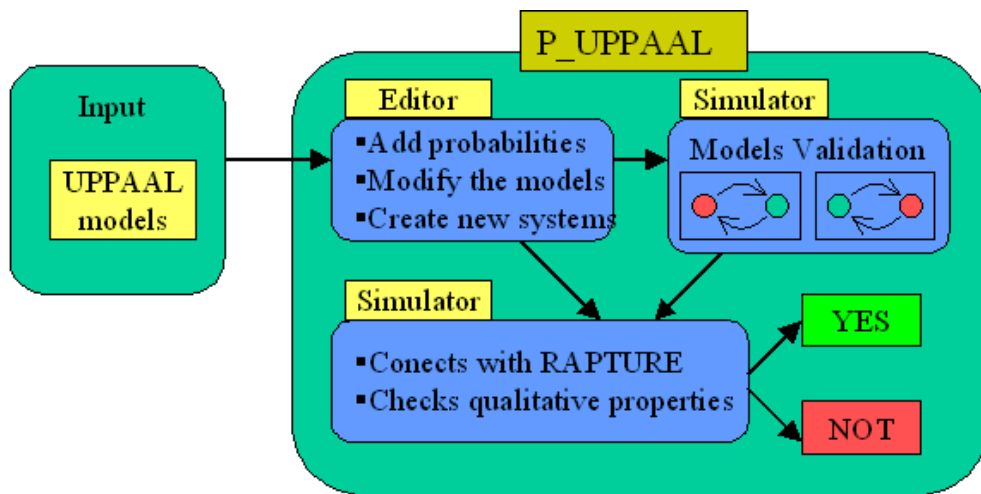 P_UPPAAL
Input
UPPAAL
models
Editor
▪Add probabilities
▪Modify the models
▪Create new systems
Simulator
Models Validation
Simulator
▪Conects with RAPTURE
▪Checks qualitative properties
YES
NOT